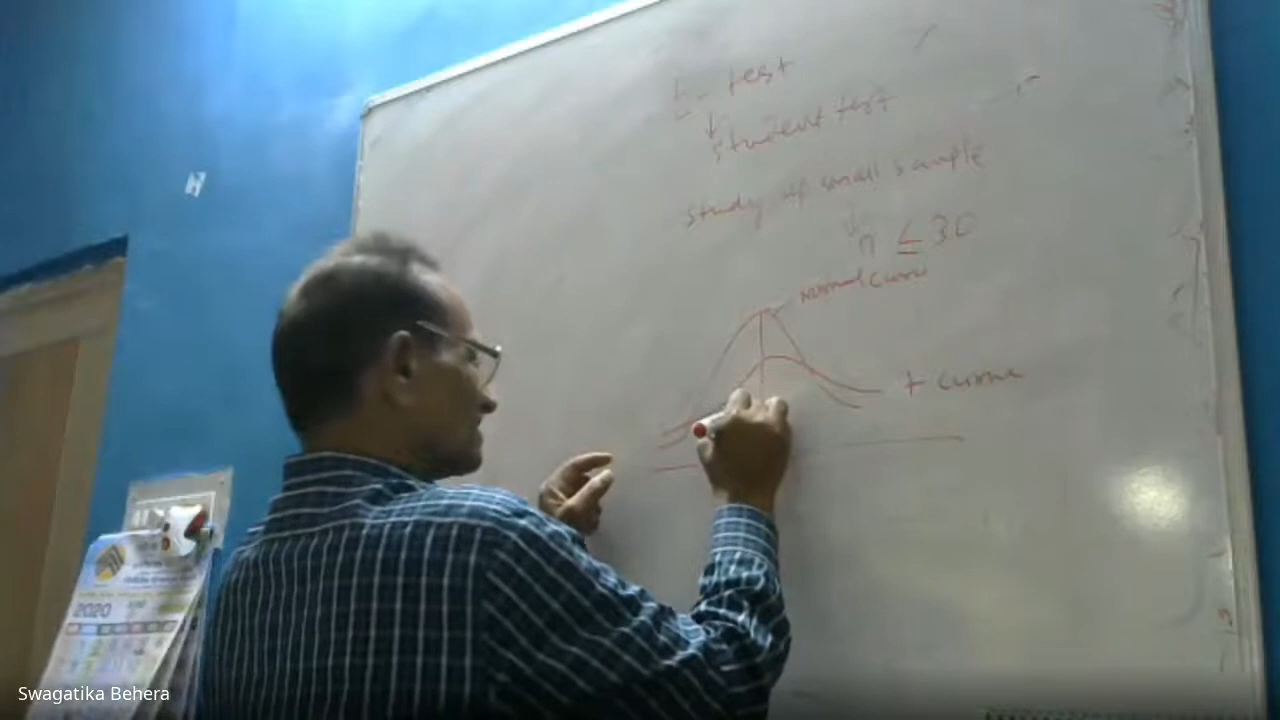 t - test
student test
study of small sample
n ≤ 30
Normal Curve
t curve
2020
Swagatika Behera